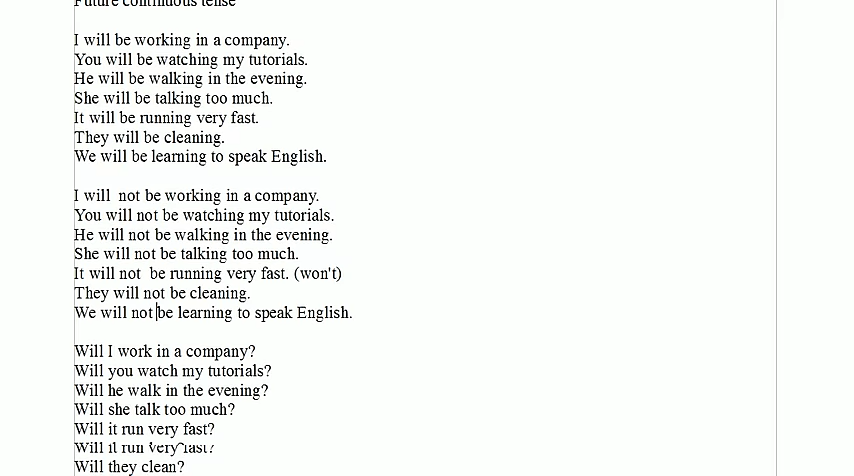 Future continuous tense
I will be working in a company.
You will be watching my tutorials.
He will be walking in the evening.
She will be talking too much.
It will be running very fast.
They will be cleaning.
We will be learning to speak English.
I will  not be working in a company.
You will not be watching my tutorials.
He will not be walking in the evening.
She will not be talking too much.
It will not  be running very fast. (won't)
They will not be cleaning.
We will not be learning to speak English.
Will I work in a company?
Will you watch my tutorials?
Will he walk in the evening?
Will she talk too much?
Will it run very fast?
Will it run very fast?
Will they clean?